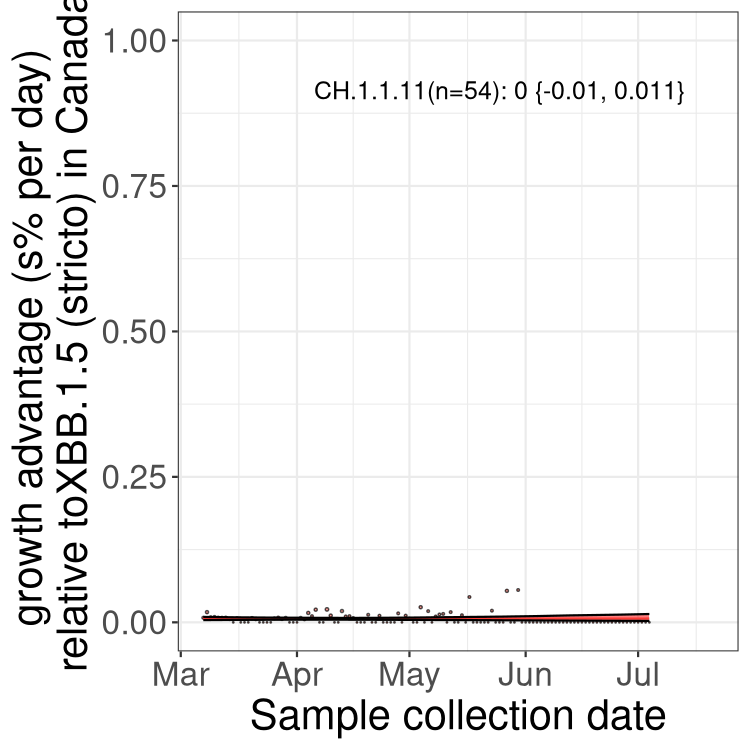 growth advantage (s% per day)
relative toXBB.1.5 (stricto) in Canada
1.00
0.75
0.50
0.25
0.00
CH.1.1.11(n=54): 0 {-0.01, 0.011}
Mar Apr May Jun Jul
Sample collection date